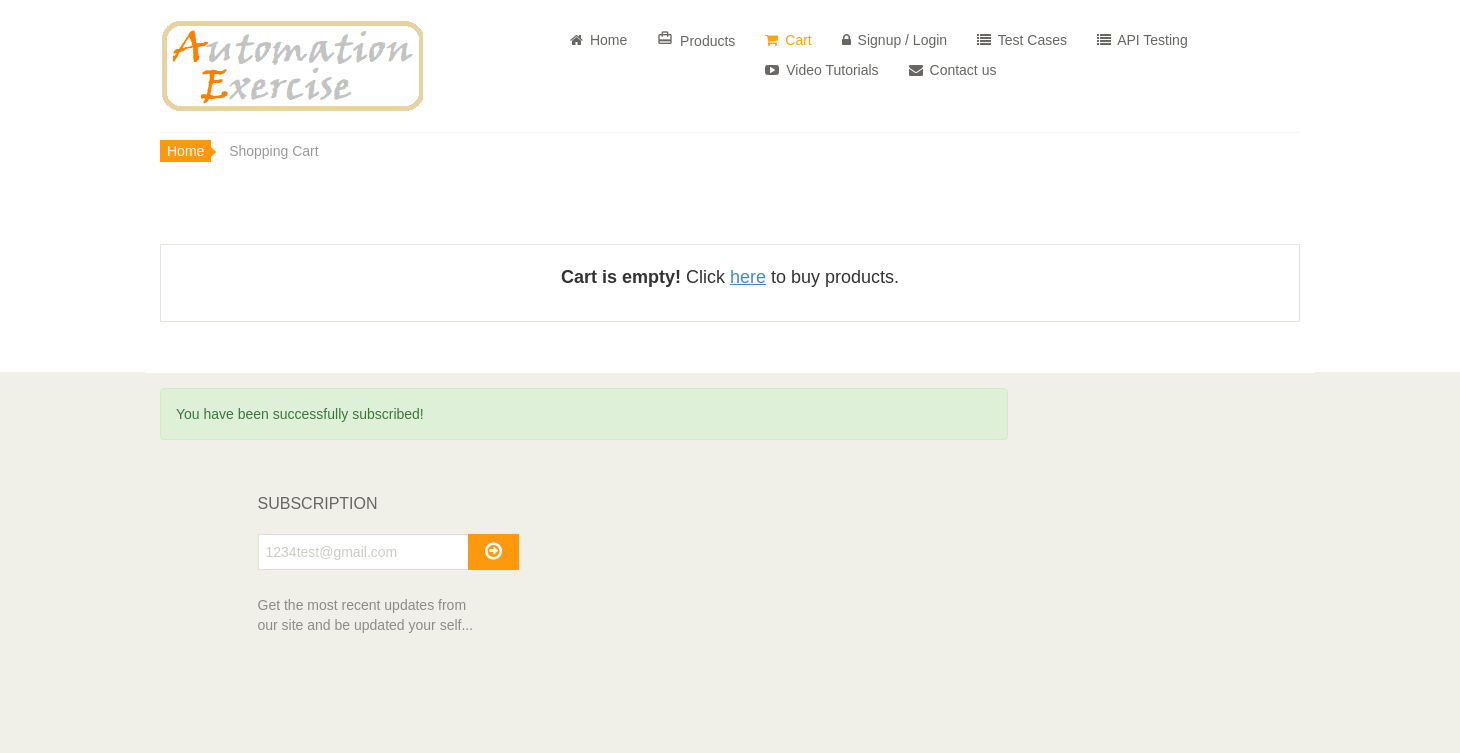 Automation
Exercise
Home
Products
Cart
Signup / Login
Test Cases
API Testing
Video Tutorials
Contact us
Home
Shopping Cart
Cart is empty! Click here to buy products.
You have been successfully subscribed!
SUBSCRIPTION
1234test@gmail.com
Get the most recent updates from
our site and be updated your self...